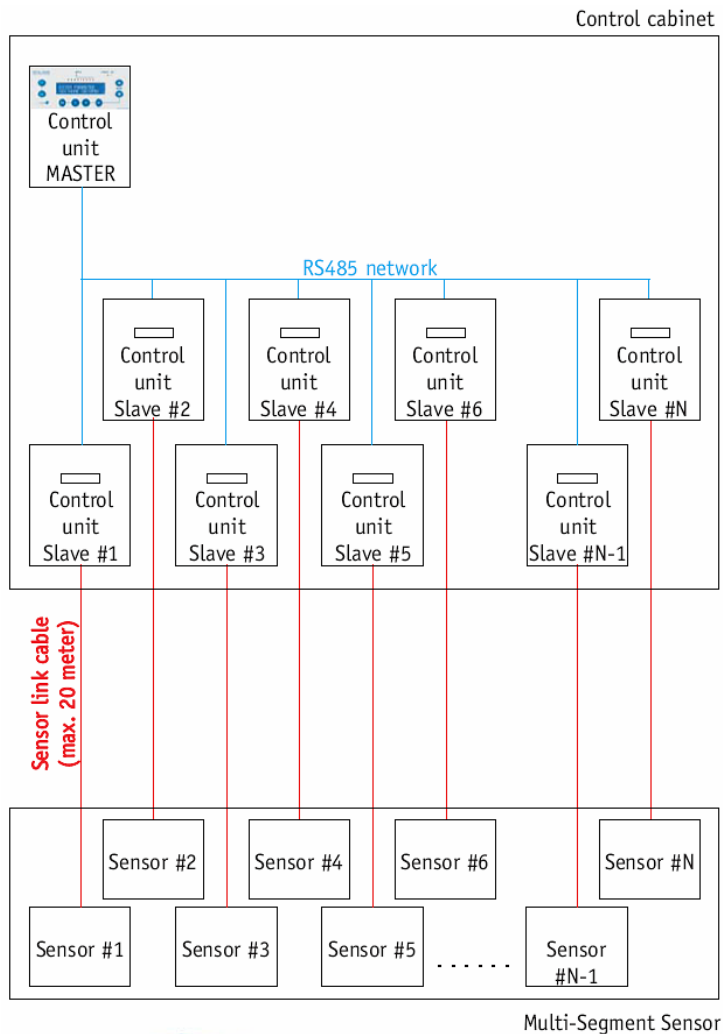 Control cabinet
Control
unit
MASTER
RS485 network
Control
unit
Slave #2
Control
unit
Slave #4
Control
unit
Slave #6
Control
unit
Slave #N
Control
unit
Slave #1
Control
unit
Slave #3
Control
unit
Slave #5
Control
unit
Slave #N-1
Sensor link cable
(max. 20 meter)
Sensor #2
Sensor #4
Sensor #6
Sensor #N
Sensor #1
Sensor #3
Sensor #5
. . . . . .
Sensor
#N-1
Multi-Segment Sensor